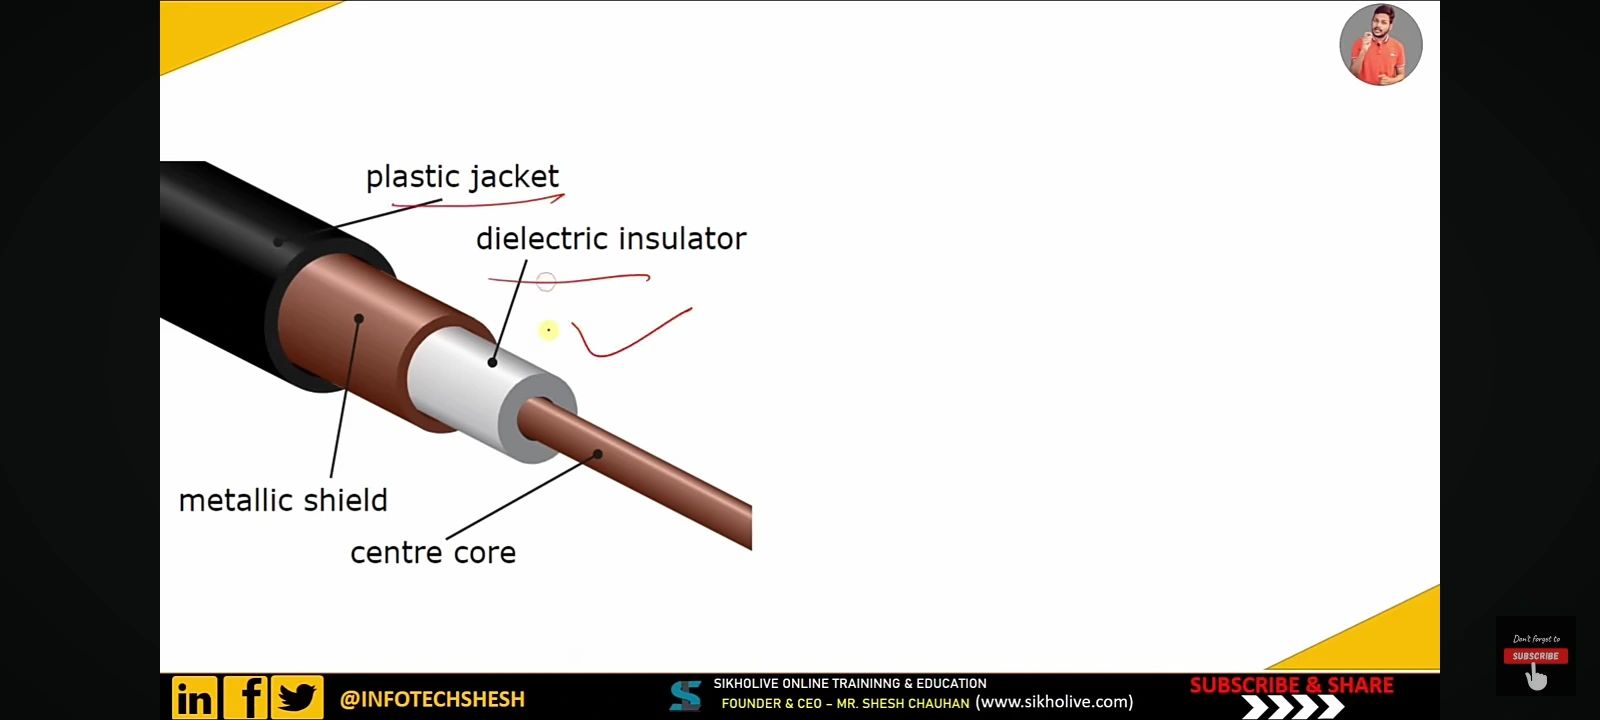 plastic jacket
dielectric insulator
metallic shield
centre core
Don't forget to
SUBSCRIBE
in f @INFOTECHSHESH
SIKHOLIVE ONLINE TRAININNG & EDUCATION
FOUNDER & CEO - MR. SHESH CHAUHAN (www.sikholive.com)
SUBSCRIBE & SHARE